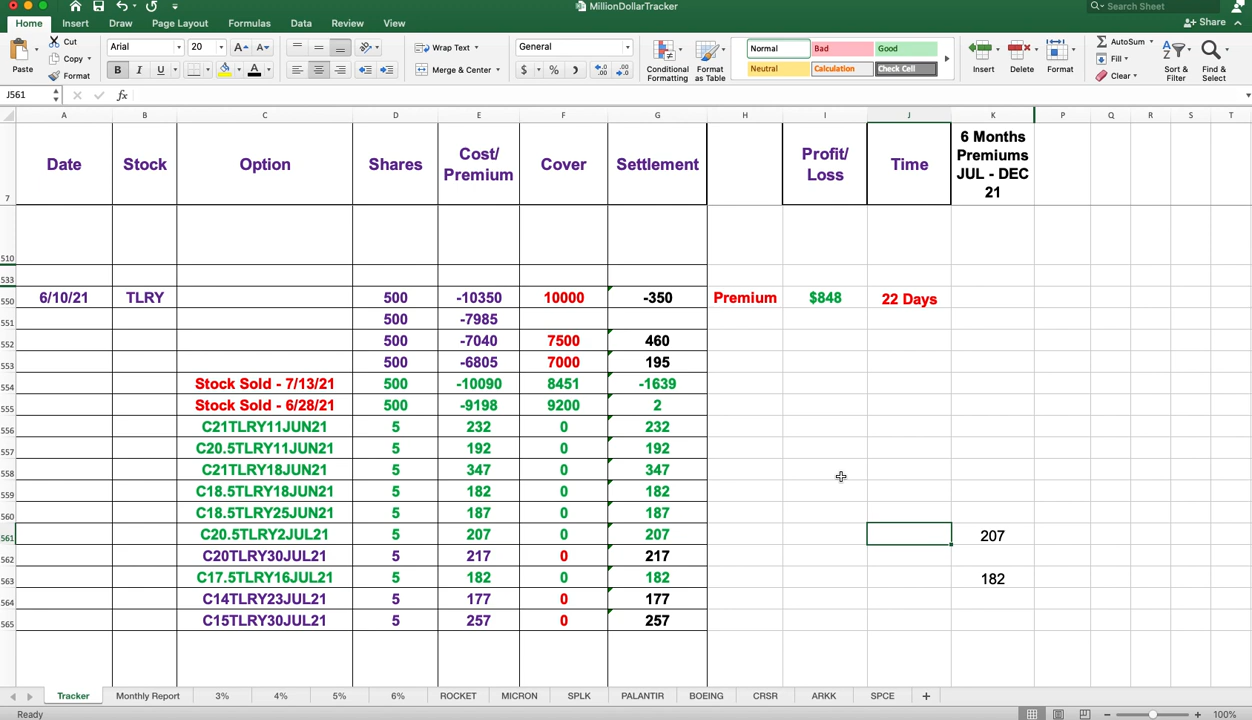 MillionDollarTracker
Search Sheet
Home Insert Draw Page Layout Formulas Data Review View
Share
Paste
Cut
Copy
Format
Arial 20
B I U
A A
Wrap Text
Merge & Center
General
$ %
Conditional Formatting
Format as Table
Normal Bad Good
Neutral Calculation Check Cell
Insert Delete Format
AutoSum
Fill
Clear
Sort & Filter
Find & Select
J561 fx
A B C D E F G H I J K P Q R S T
7 Date Stock Option Shares Cost/ Premium Cover Settlement Profit/ Loss Time 6 Months Premiums JUL - DEC 21
510
533
550 6/10/21 TLRY 500 -10350 10000 -350 Premium $848 22 Days
551 500 -7985
552 500 -7040 7500 460
553 500 -6805 7000 195
554 Stock Sold - 7/13/21 500 -10090 8451 -1639
555 Stock Sold - 6/28/21 500 -9198 9200 2
556 C21TLRY11JUN21 5 232 0 232
557 C20.5TLRY11JUN21 5 192 0 192
558 C21TLRY18JUN21 5 347 0 347
559 C18.5TLRY18JUN21 5 182 0 182
560 C18.5TLRY25JUN21 5 187 0 187
561 C20.5TLRY2JUL21 5 207 0 207 207
562 C20TLRY30JUL21 5 217 0 217
563 C17.5TLRY16JUL21 5 182 0 182 182
564 C14TLRY23JUL21 5 177 0 177
565 C15TLRY30JUL21 5 257 0 257
Tracker Monthly Report 3% 4% 5% 6% ROCKET MICRON SPLK PALANTIR BOEING CRSR ARKK SPCE +
Ready
100%